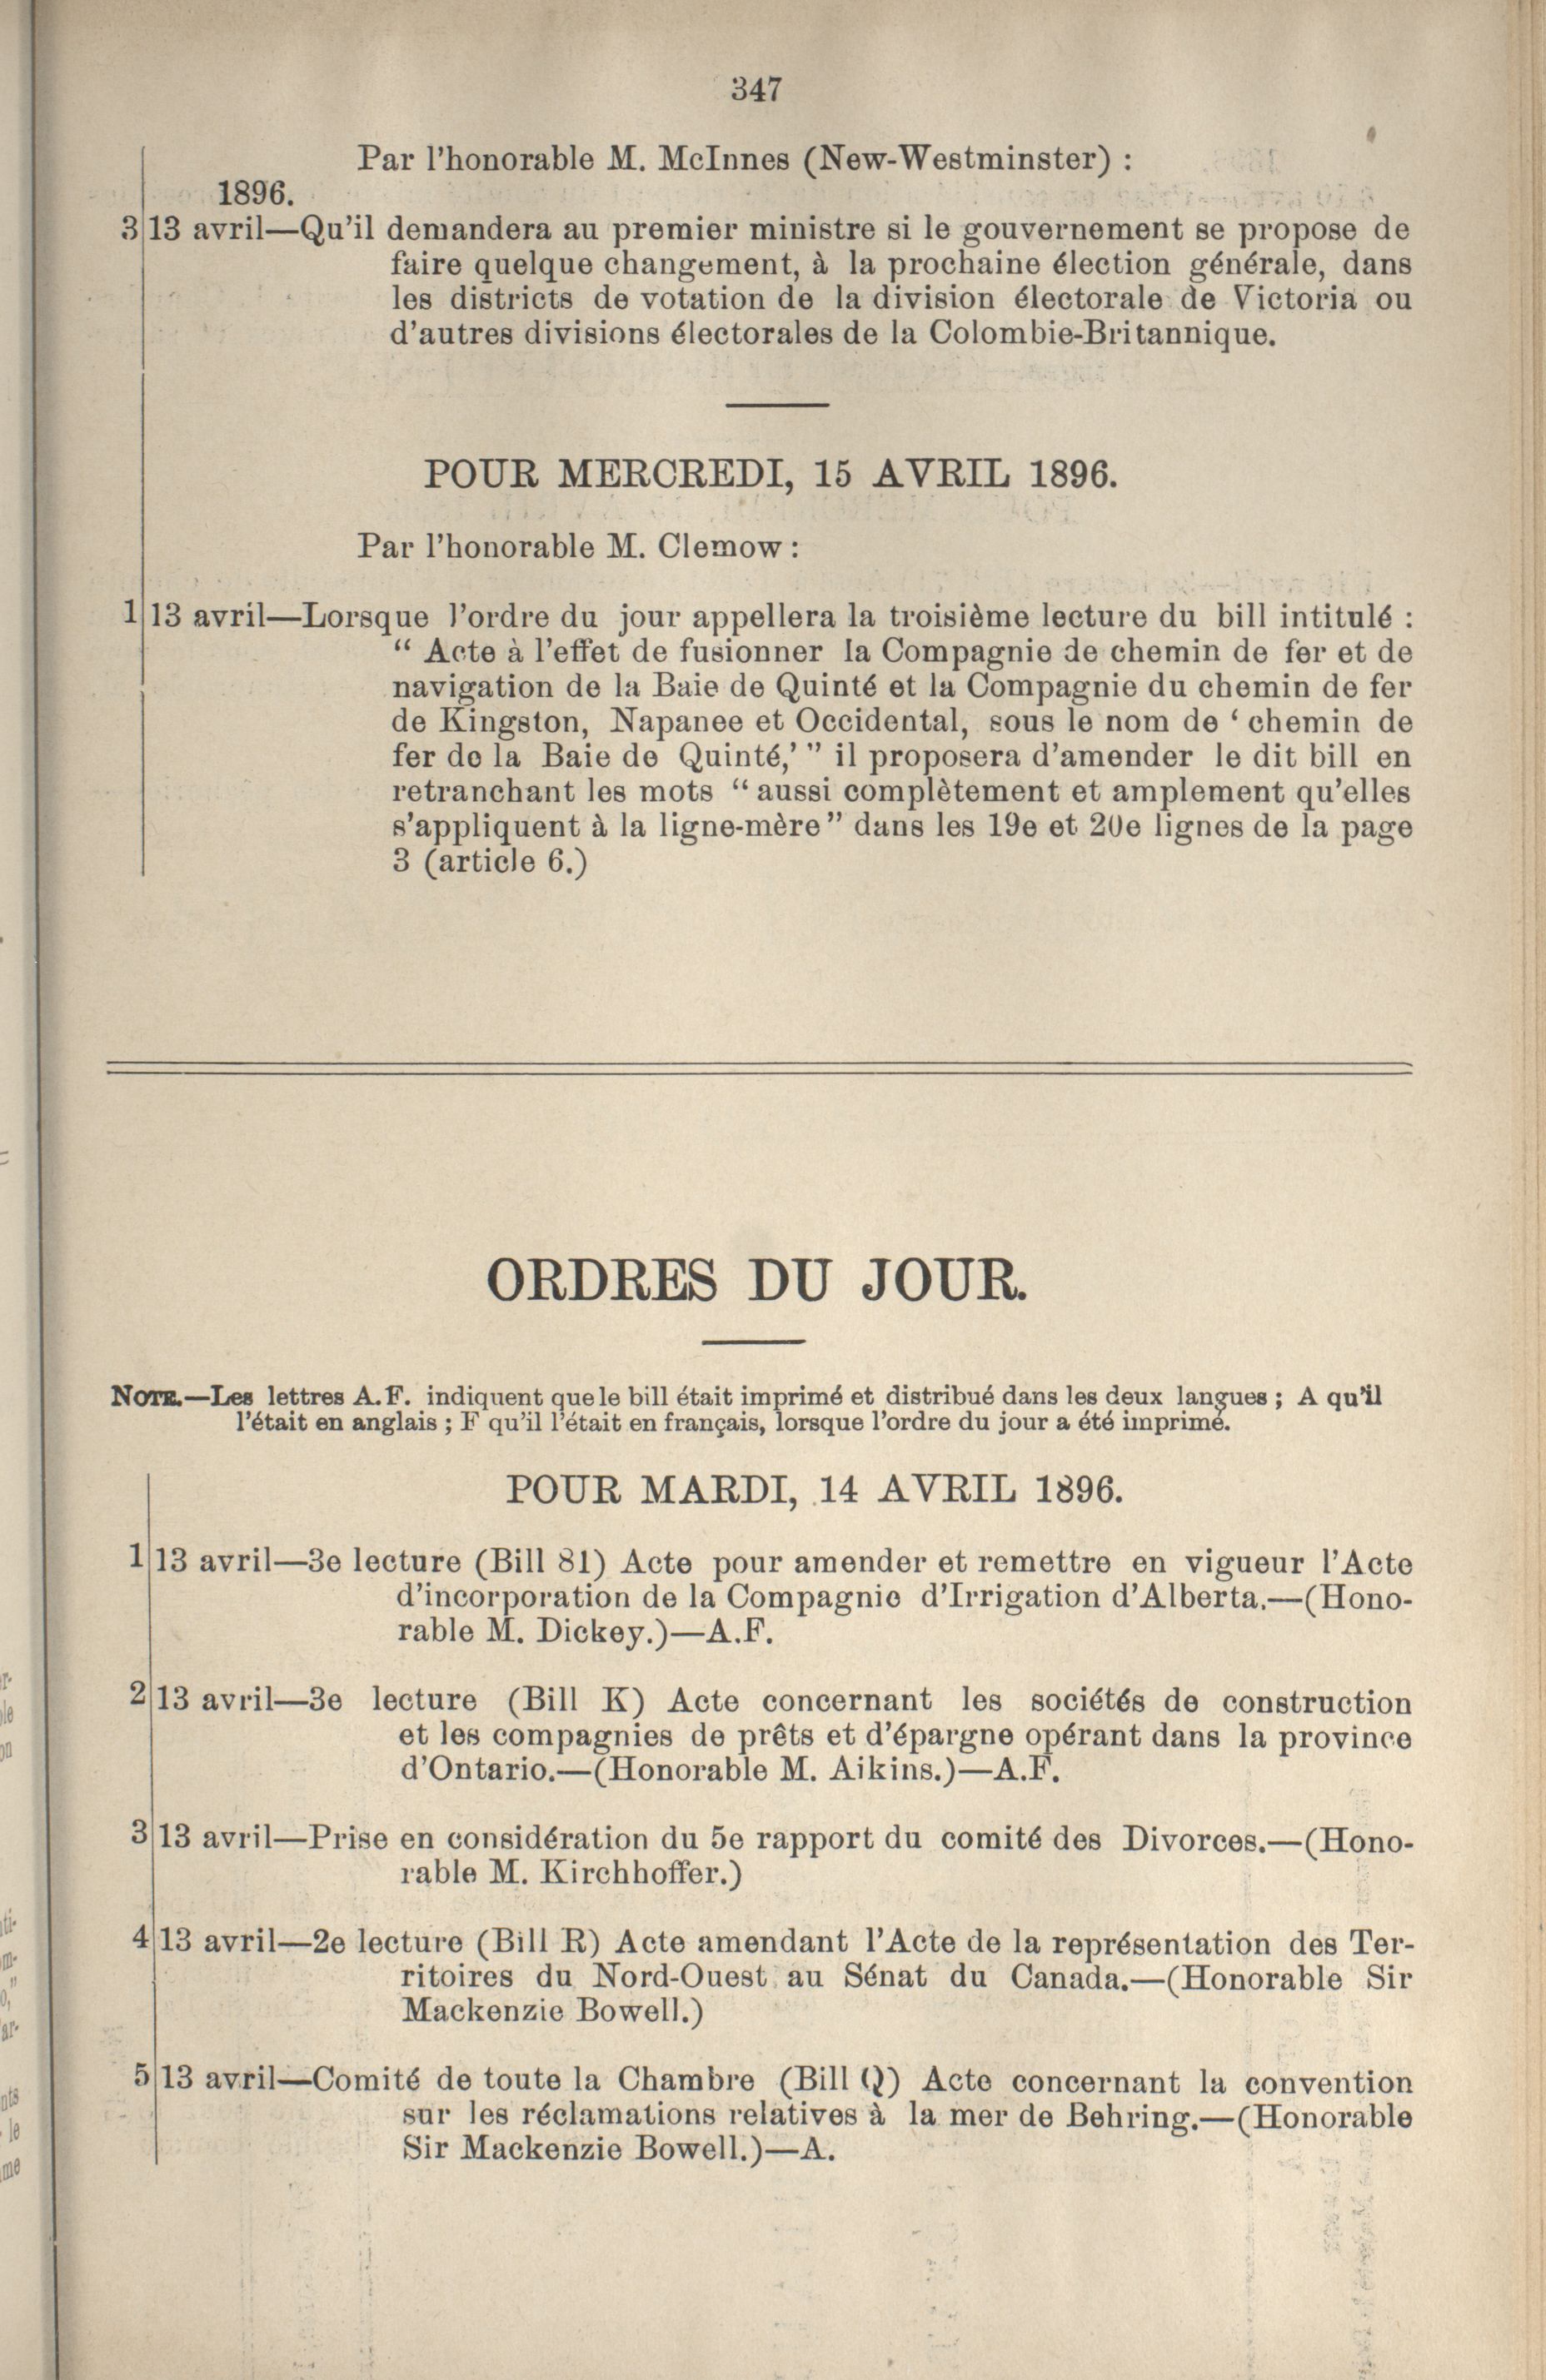 347
Par l'honorable M. McInnes (New-Westminster) :
1896.
3 13 avril—Qu'il demandera au premier ministre si le gouvernement se propose de
faire quelque changement, à la prochaine élection générale, dans
les districts de votation de la division électorale de Victoria ou
d'autres divisions électorales de la Colombie-Britannique.
POUR MERCREDI, 15 AVRIL 1896.
Par l'honorable M. Clemow :
1 13 avril—Lorsque l'ordre du jour appellera la troisième lecture du bill intitulé :
“ Acte à l'effet de fusionner la Compagnie de chemin de fer et de
navigation de la Baie de Quinté et la Compagnie du chemin de fer
de Kingston, Napanee et Occidental, sous le nom de ‘ chemin de
fer de la Baie de Quinté,’ ” il proposera d'amender le dit bill en
retranchant les mots “ aussi complètement et amplement qu'elles
s'appliquent à la ligne-mère ” dans les 19e et 20e lignes de la page
3 (article 6.)
ORDRES DU JOUR.
NOTE.—Les lettres A.F. indiquent que le bill était imprimé et distribué dans les deux langues ; A qu'il
l'était en anglais ; F qu'il l'était en français, lorsque l'ordre du jour a été imprimé.
POUR MARDI, 14 AVRIL 1896.
1 13 avril—3e lecture (Bill 81) Acte pour amender et remettre en vigueur l'Acte
d'incorporation de la Compagnie d'Irrigation d'Alberta.—(Hono-
rable M. Dickey.)—A.F.
2 13 avril—3e lecture (Bill K) Acte concernant les sociétés de construction
et les compagnies de prêts et d'épargne opérant dans la province
d'Ontario.—(Honorable M. Aikins.)—A.F.
3 13 avril—Prise en considération du 5e rapport du comité des Divorces.—(Hono-
rable M. Kirchhoffer.)
4 13 avril—2e lecture (Bill R) Acte amendant l'Acte de la représentation des Ter-
ritoires du Nord-Ouest au Sénat du Canada.—(Honorable Sir
Mackenzie Bowell.)
5 13 avril—Comité de toute la Chambre (Bill Q) Acte concernant la convention
sur les réclamations relatives à la mer de Behring.—(Honorable
Sir Mackenzie Bowell.)—A.